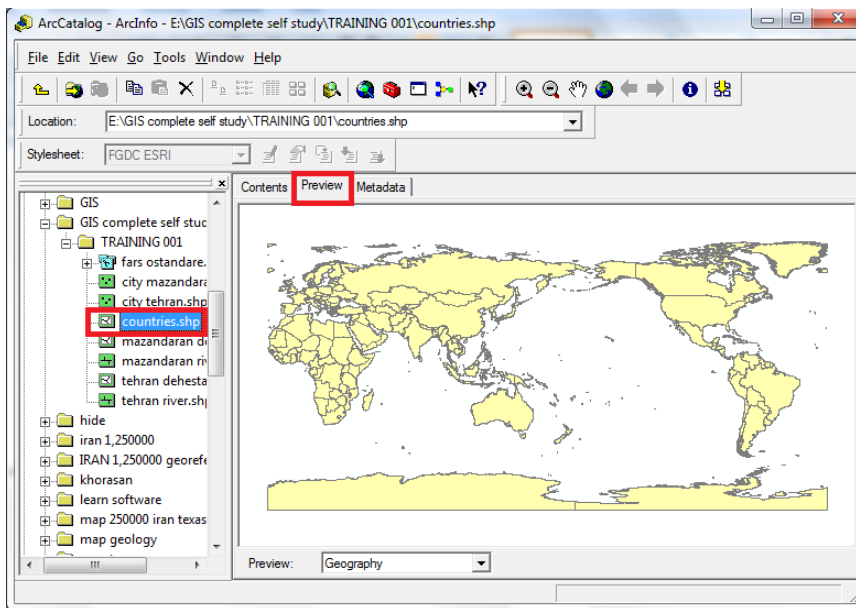 ArcCatalog - ArcInfo - E:\GIS complete self study\TRAINING 001\countries.shp
File Edit View Go Tools Window Help
Location: E:\GIS complete self study\TRAINING 001\countries.shp
Stylesheet: FGDC ESRI
Contents Preview Metadata
GIS
GIS complete self stud
TRAINING 001
fars ostandare.
city mazandara
city tehran.shp
countries.shp
mazandaran de
mazandaran riv
tehran dehesta
tehran river.shp
hide
iran 1,250000
IRAN 1,250000 georefe
khorasan
learn software
map 250000 iran texas
map geology
Preview: Geography